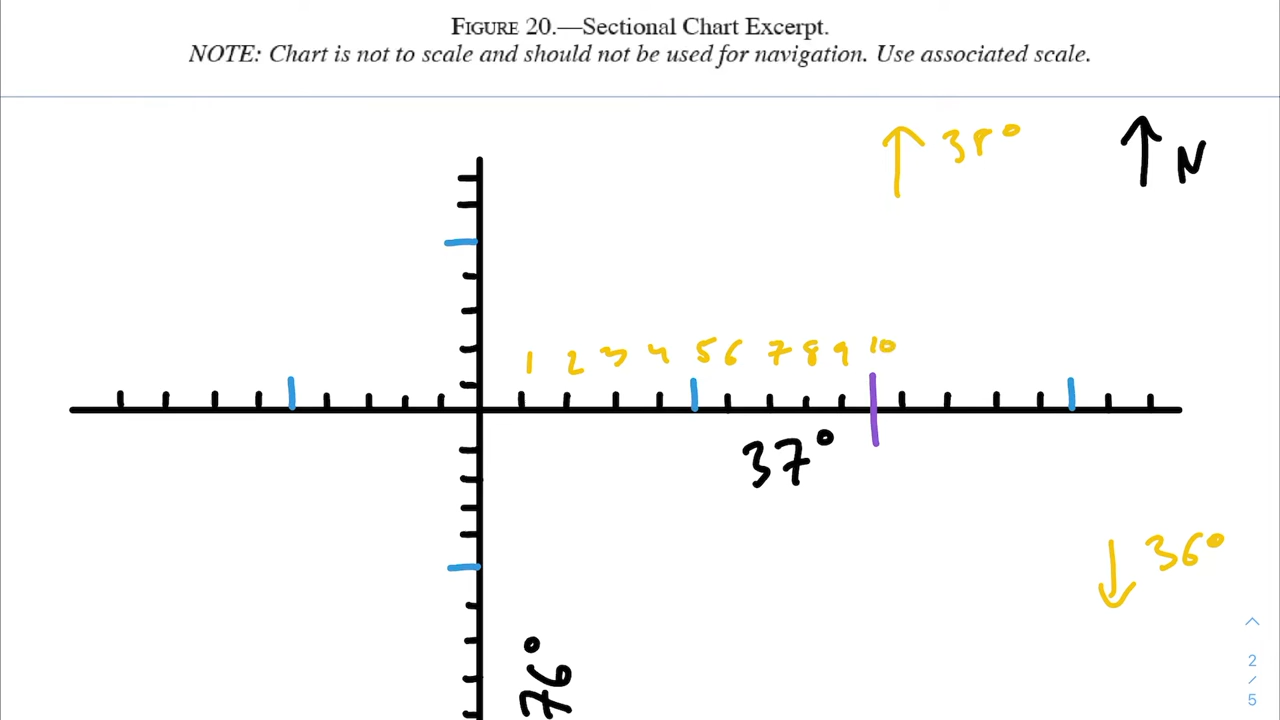 FIGURE 20.—Sectional Chart Excerpt.
NOTE: Chart is not to scale and should not be used for navigation. Use associated scale.
38°
N
1 2 3 4 5 6 7 8 9 10
37°
36°
76°
2
/
5